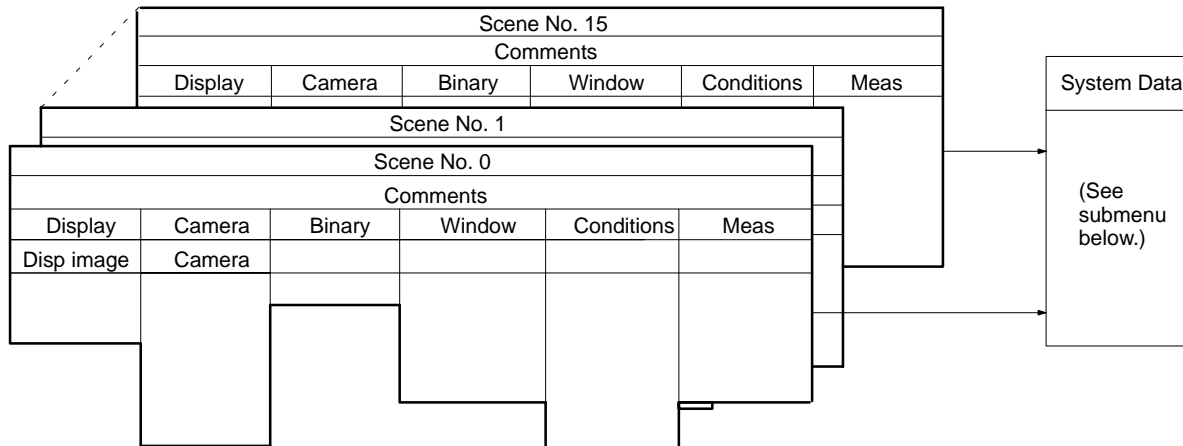 Scene No. 15
Comments
Display Camera Binary Window Conditions Meas
Scene No. 1
Scene No. 0
Comments
Display Camera Binary Window Conditions Meas
Disp image Camera
System Data
(See
submenu
below.)